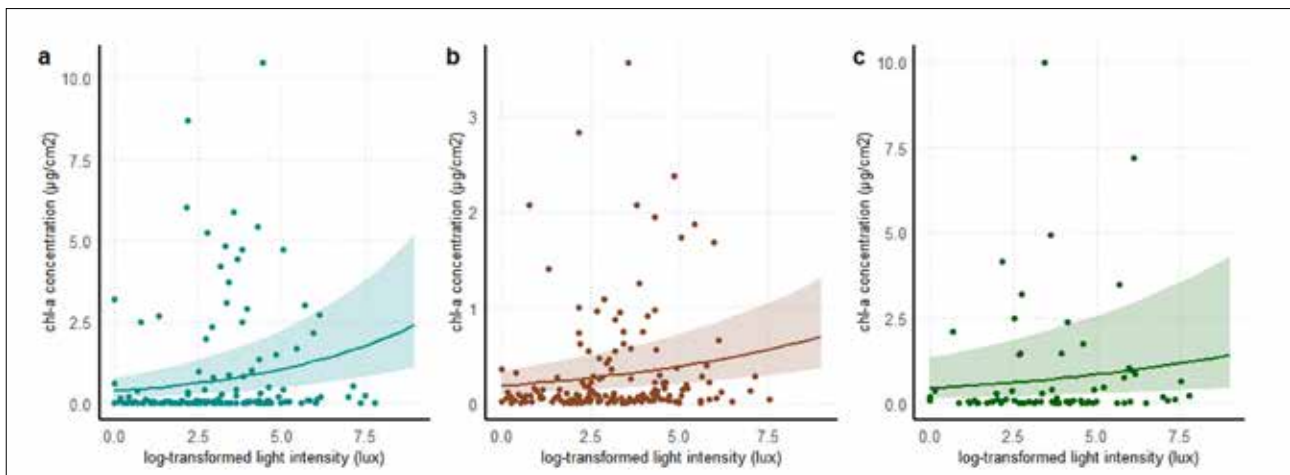 a
10.0
7.5
5.0
2.5
0.0
chl-a concentration (µg/cm2)
0.0 2.5 5.0 7.5
log-transformed light intensity (lux)
b
3
2
1
0
chl-a concentration (µg/cm2)
0.0 2.5 5.0 7.5
log-transformed light intensity (lux)
c
10.0
7.5
5.0
2.5
0.0
chl-a concentration (µg/cm2)
0.0 2.5 5.0 7.5
log-transformed light intensity (lux)